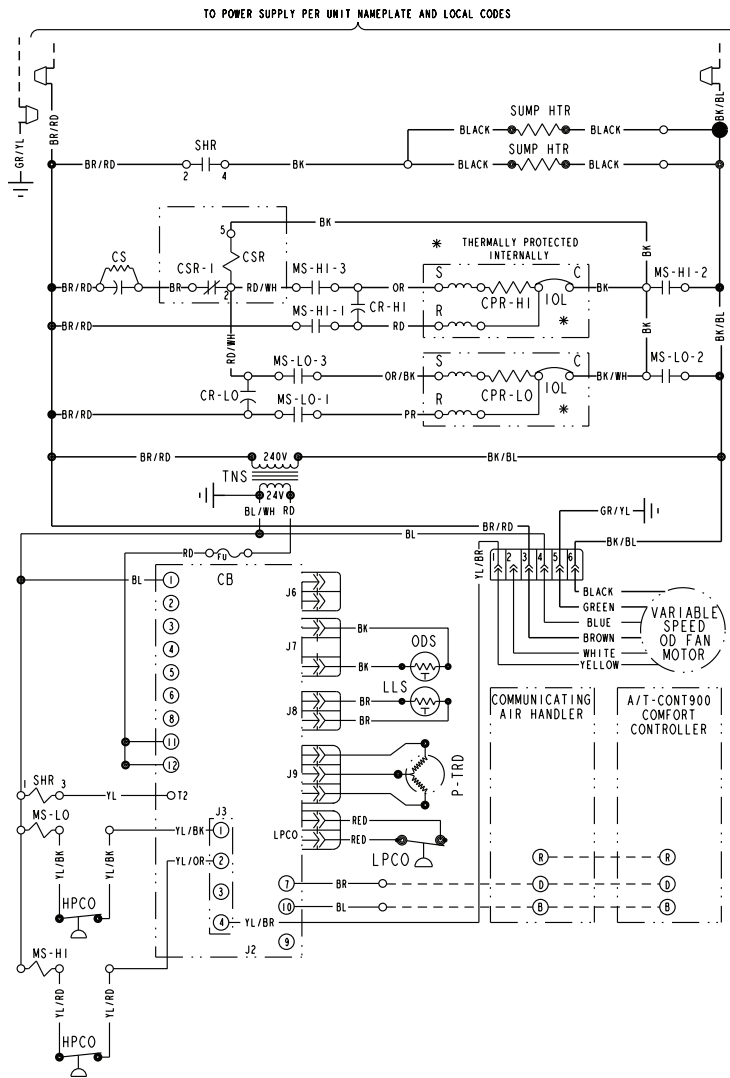 TO POWER SUPPLY PER UNIT NAMEPLATE AND LOCAL CODES
GR/YL
BR/RD
BK/BL
SUMP HTR
BLACK
BLACK
SHR
SUMP HTR
BR/RD
2
4
BK
BLACK
BLACK
5
BK
* THERMALLY PROTECTED
INTERNALLY
BK
CS
CSR-1
CSR
MS-HI-3
S
C
MS-HI-2
BR/RD
BR
2
RD/WH
OR
CPR-HI
IOL
BK
CR-HI
MS-HI-1
R
*
BR/RD
RD
BK
BK/BL
RD/WH
MS-LO-3
S
C
MS-LO-2
OR/BK
CPR-LO
IOL
BK/WH
CR-LO
MS-LO-1
R
*
BR/RD
PR
BR/RD
240V
BK/BL
TNS
24V
BL/WH
RD
GR/YL
BR/RD
BL
BK/BL
YL/BR
RD
FU
1 2 3 4 5 6
BL
1
CB
J6
BLACK
GREEN
BLUE
BROWN
WHITE
YELLOW
VARIABLE
SPEED
OD FAN
MOTOR
2
3
4
5
6
8
11
12
J7
BK
BK
ODS
LLS
J8
BR
BR
COMMUNICATING
AIR HANDLER
A/T-CONT900
COMFORT
CONTROLLER
J9
P-TRD
1
SHR
3
YL
T2
MS-LO
J3
LPCO
RED
RED
LPCO
YL/BK
1
YL/OR
2
3
4
YL/BK
YL/BK
HPCO
R
R
7
BR
D
D
10
BL
B
B
YL/BR
9
J2
MS-HI
YL/RD
YL/RD
HPCO